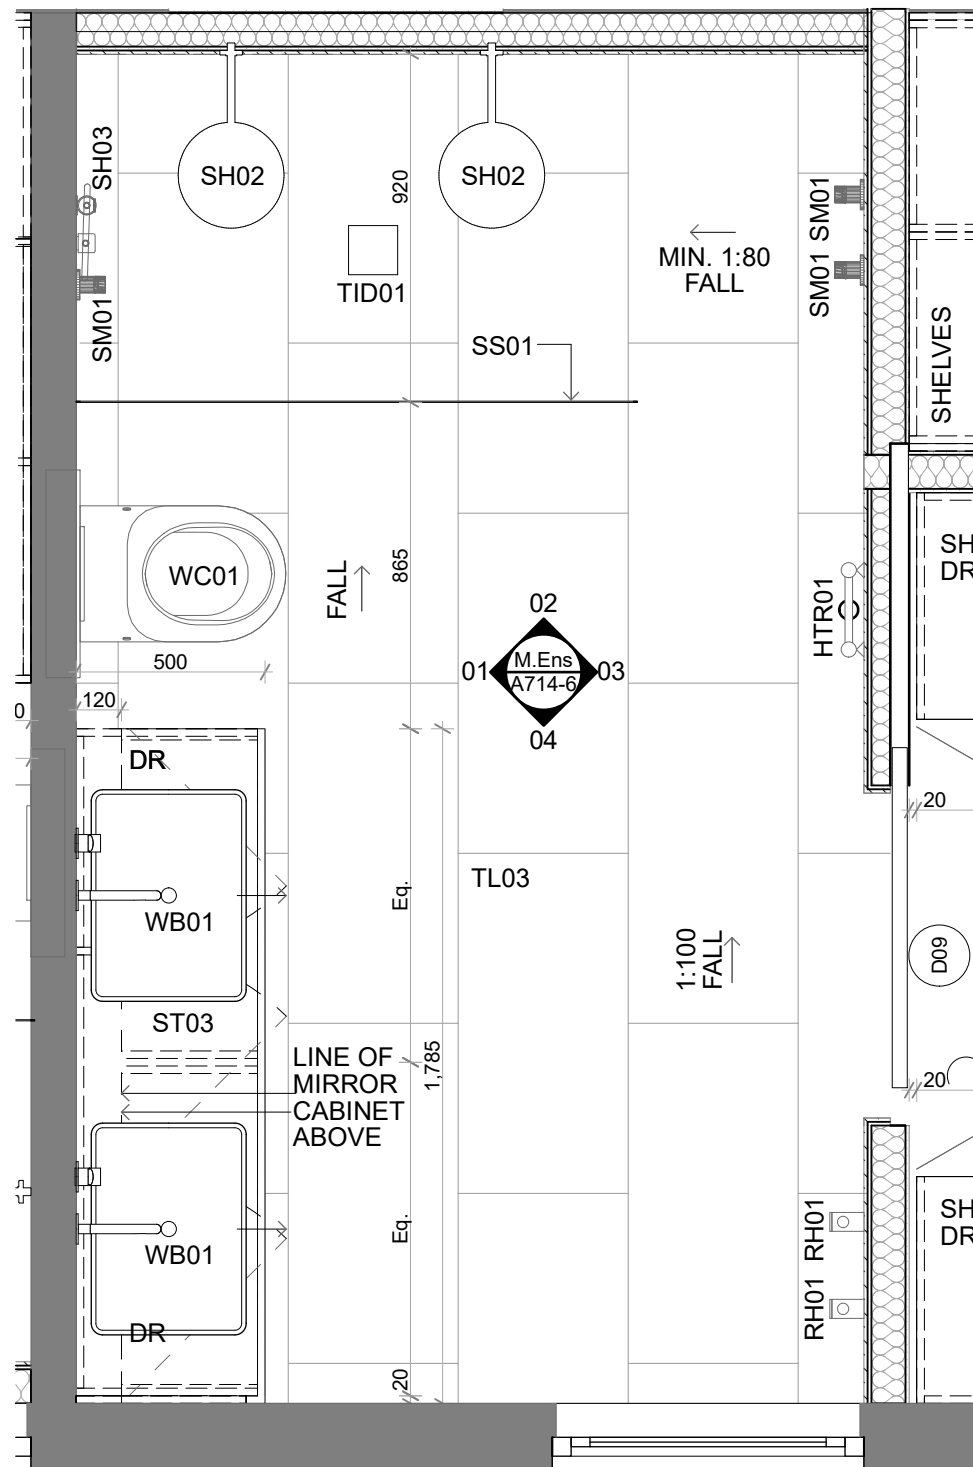 SH03
SH02
SH02
920
SM01
SM01
MIN. 1:80
FALL
TID01
SM01
SS01
SHELVES
WC01
FALL
865
HTR01
SH
DR
02
01
M.Ens
A714-6
03
04
500
120
0
DR
20
WB01
Eq.
TL03
1:100
FALL
D09
ST03
LINE OF
MIRROR
CABINET
ABOVE
1,785
20
WB01
Eq.
RH01
RH01
SH
DR
DR
20